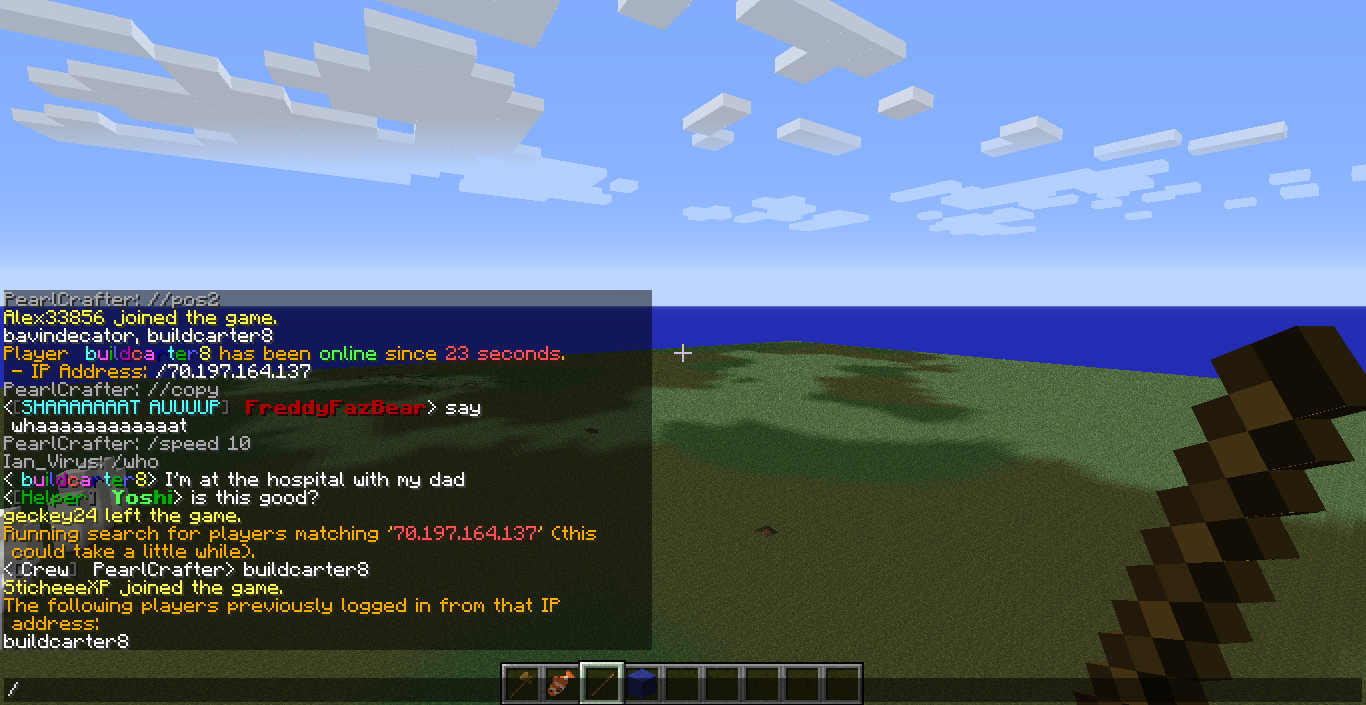 PearlCrafter: //pos2
Alex33856 joined the game.
bavindecator, buildcarter8
Player buildcarter8 has been online since 23 seconds.
- IP Address: /70.197.164.137
PearlCrafter: //copy
<[SHAAAAAAAT AUUUUP] FreddyFazBear> say
whaaaaaaaaaaaat
PearlCrafter: /speed 10
Ian_Virus: /who
< buildcarter8> I'm at the hospital with my dad
<[Helper] Yoshi> is this good?
geckey24 left the game.
Running search for players matching '70.197.164.137' (this
could take a little while).
<[Crew] PearlCrafter> buildcarter8
SticheeeXP joined the game.
The following players previously logged in from that IP
address:
buildcarter8
/